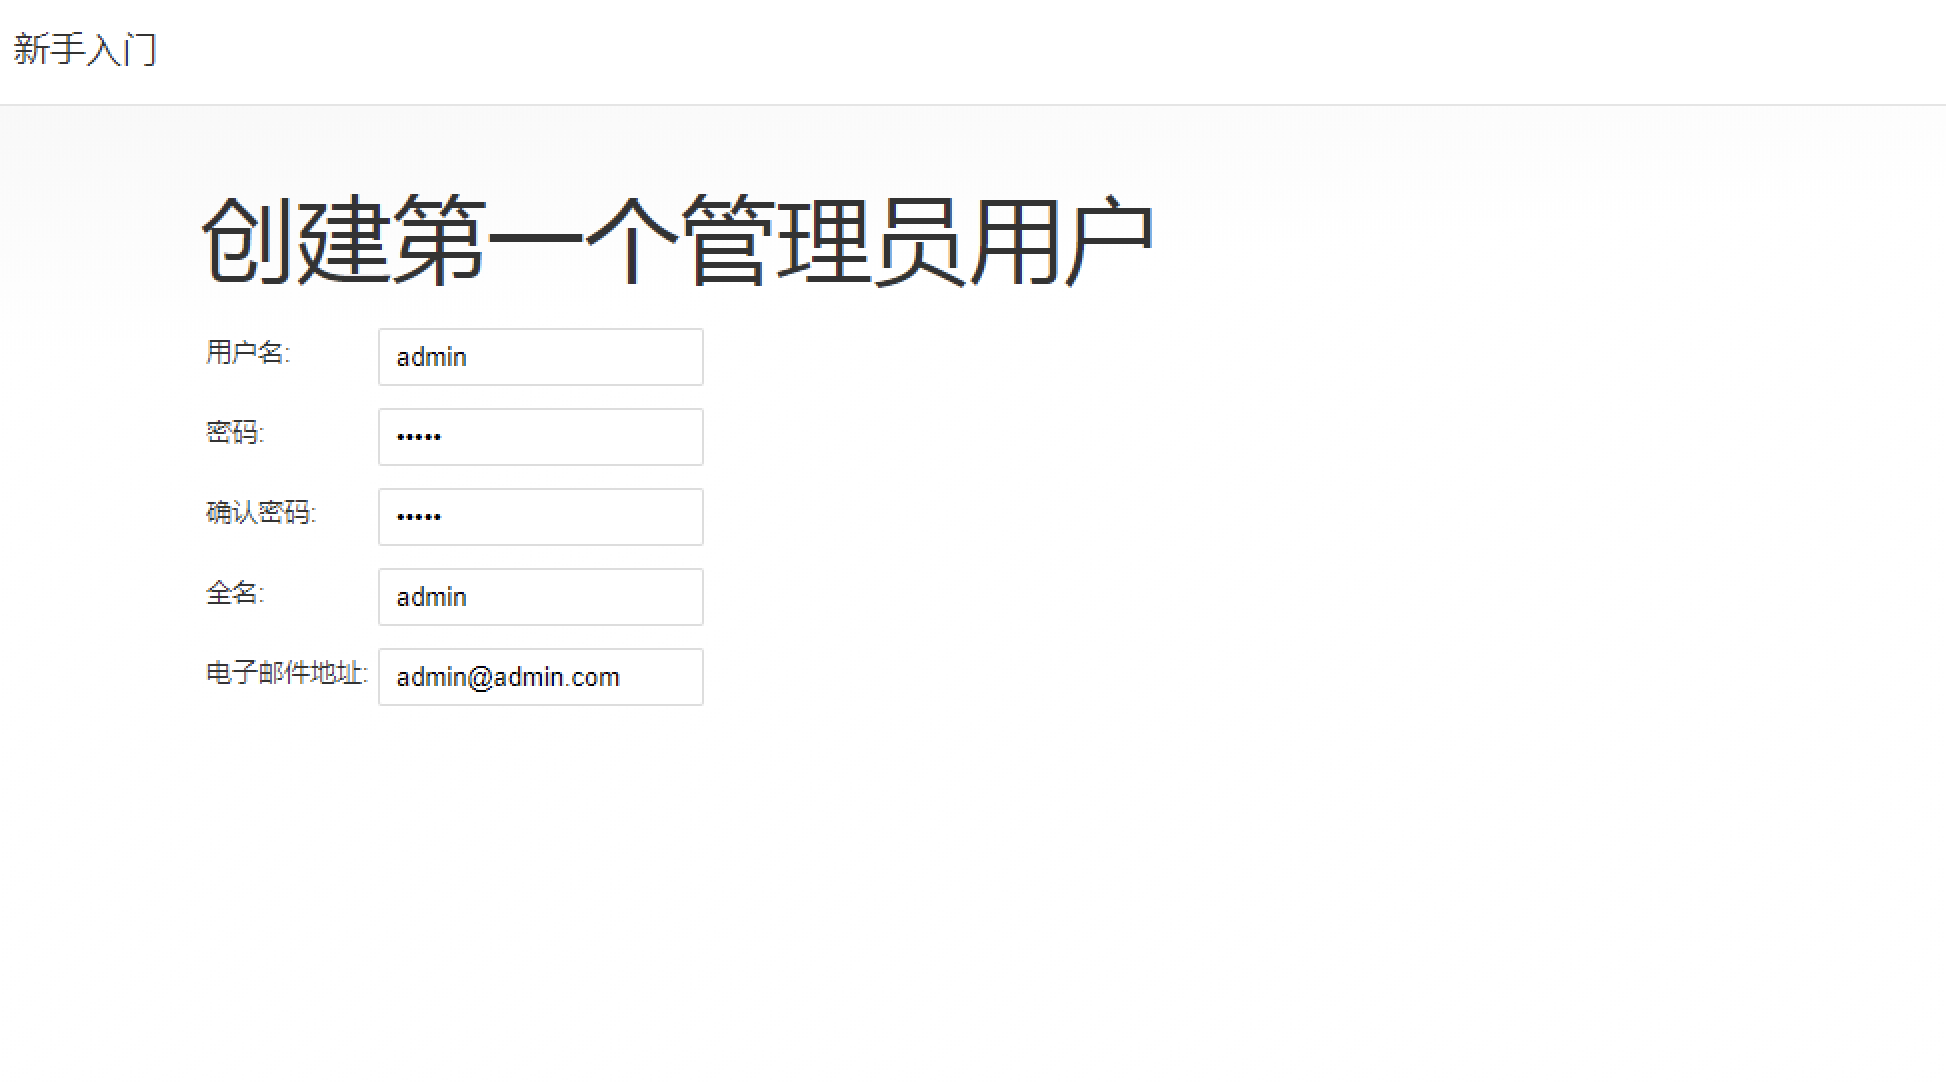 新手入门
创建第一个管理员用户
用户名: admin
密码: •••••
确认密码: •••••
全名: admin
电子邮件地址: admin@admin.com